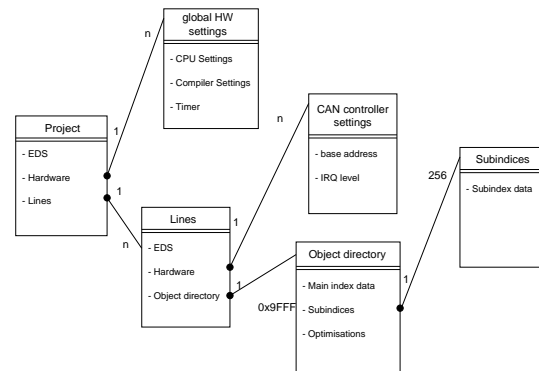 global HW
settings
- CPU Settings
- Compiler Settings
- Timer
n
1
Project
- EDS
- Hardware
- Lines
1
n
CAN controller
settings
- base address
- IRQ level
n
1
Lines
- EDS
- Hardware
- Object directory
1
0x9FFF
Object directory
- Main index data
- Subindices
- Optimisations
1
256
Subindices
- Subindex data